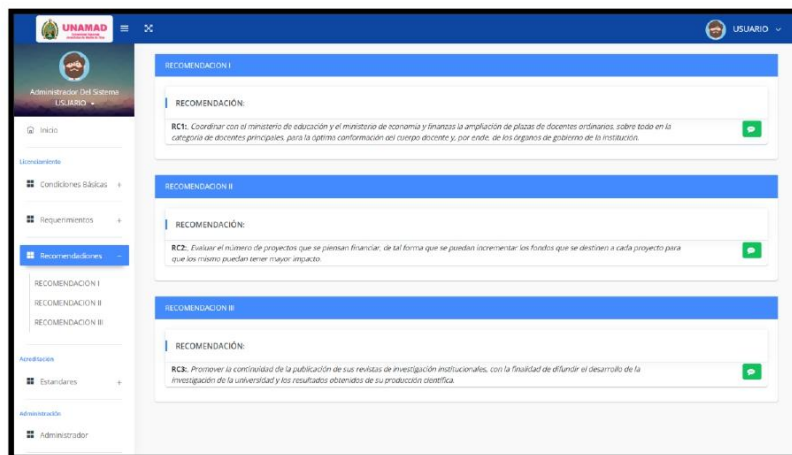 UNAMAD
USUARIO
Administrador Del Sistema
USUARIO
Inicio
Licenciamiento
Condiciones Básicas +
Requerimientos +
Recomendaciones -
RECOMENDACION I
RECOMENDACION II
RECOMENDACION III
Acreditación
Estandares +
Administración
Administrador
RECOMENDACION I
RECOMENDACIÓN:
RC1:. Coordinar con el ministerio de educación y el ministerio de economía y finanzas la ampliación de plazas de docentes ordinarios, sobre todo en la
categoría de docentes principales, para la óptima conformación del cuerpo docente y, por ende, de los órganos de gobierno de la institución.
RECOMENDACION II
RECOMENDACIÓN:
RC2:. Evaluar el número de proyectos que se piensan financiar, de tal forma que se puedan incrementar los fondos que se destinen a cada proyecto para
que los mismo puedan tener mayor impacto.
RECOMENDACION III
RECOMENDACIÓN:
RC3:. Promover la continuidad de la publicación de sus revistas de investigación institucionales, con la finalidad de difundir el desarrollo de la
investigación de la universidad y los resultados obtenidos de su producción científica.